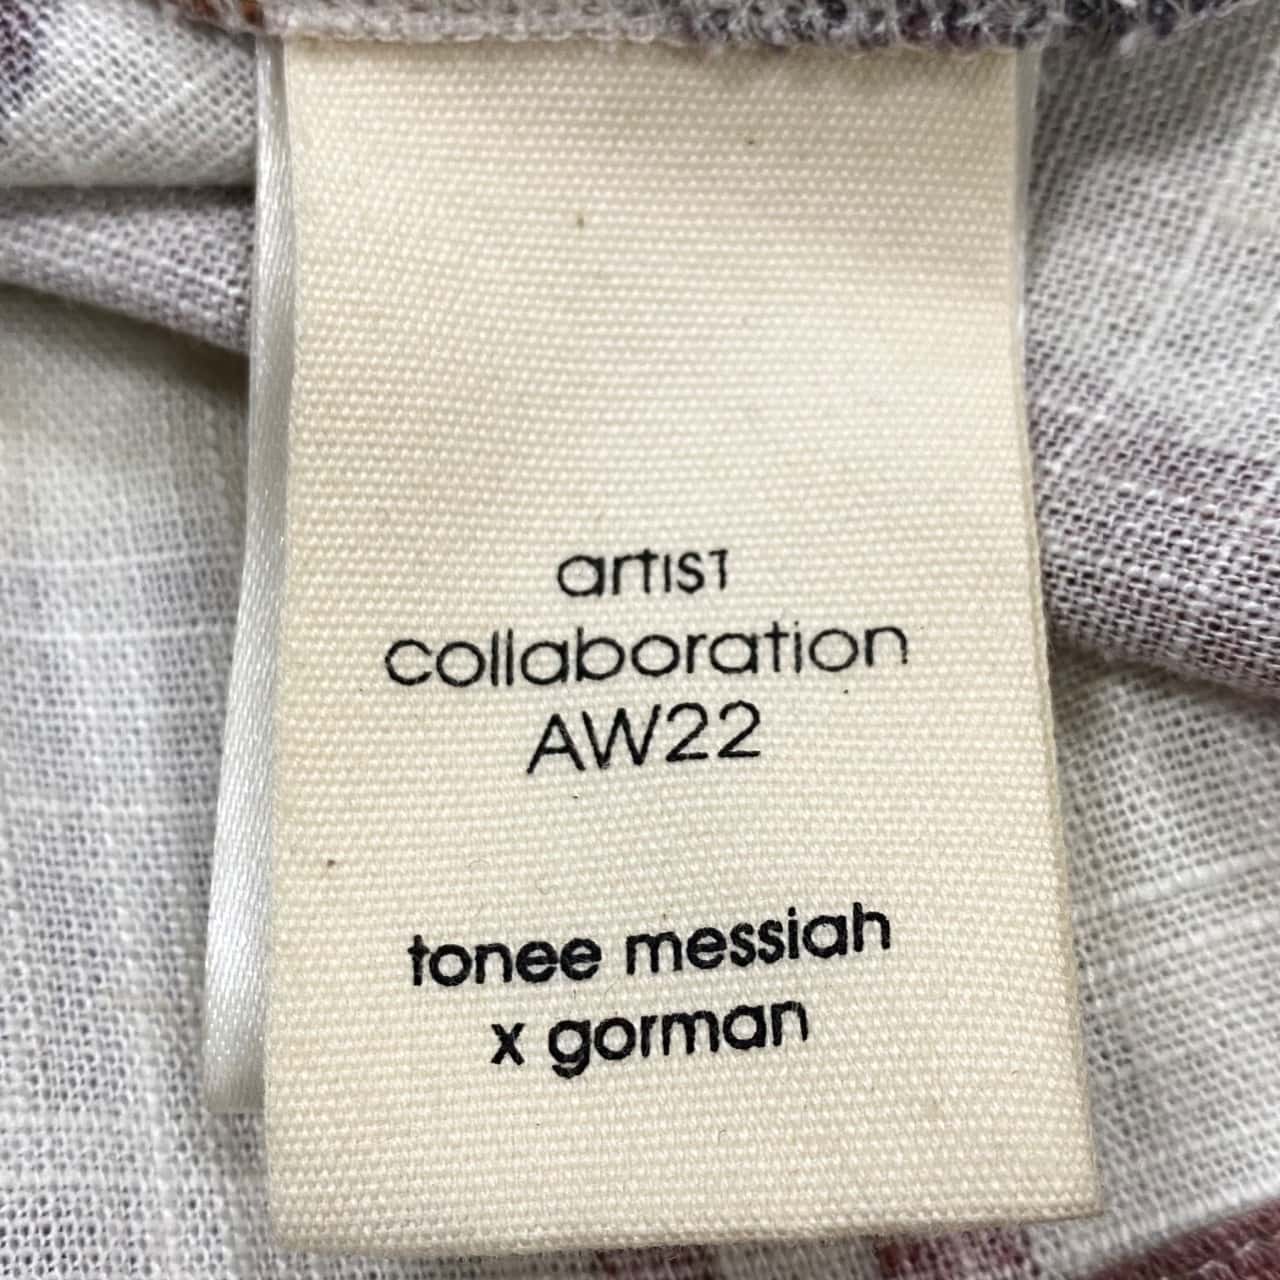 artist
collaboration
AW22
tonee messiah
x gorman